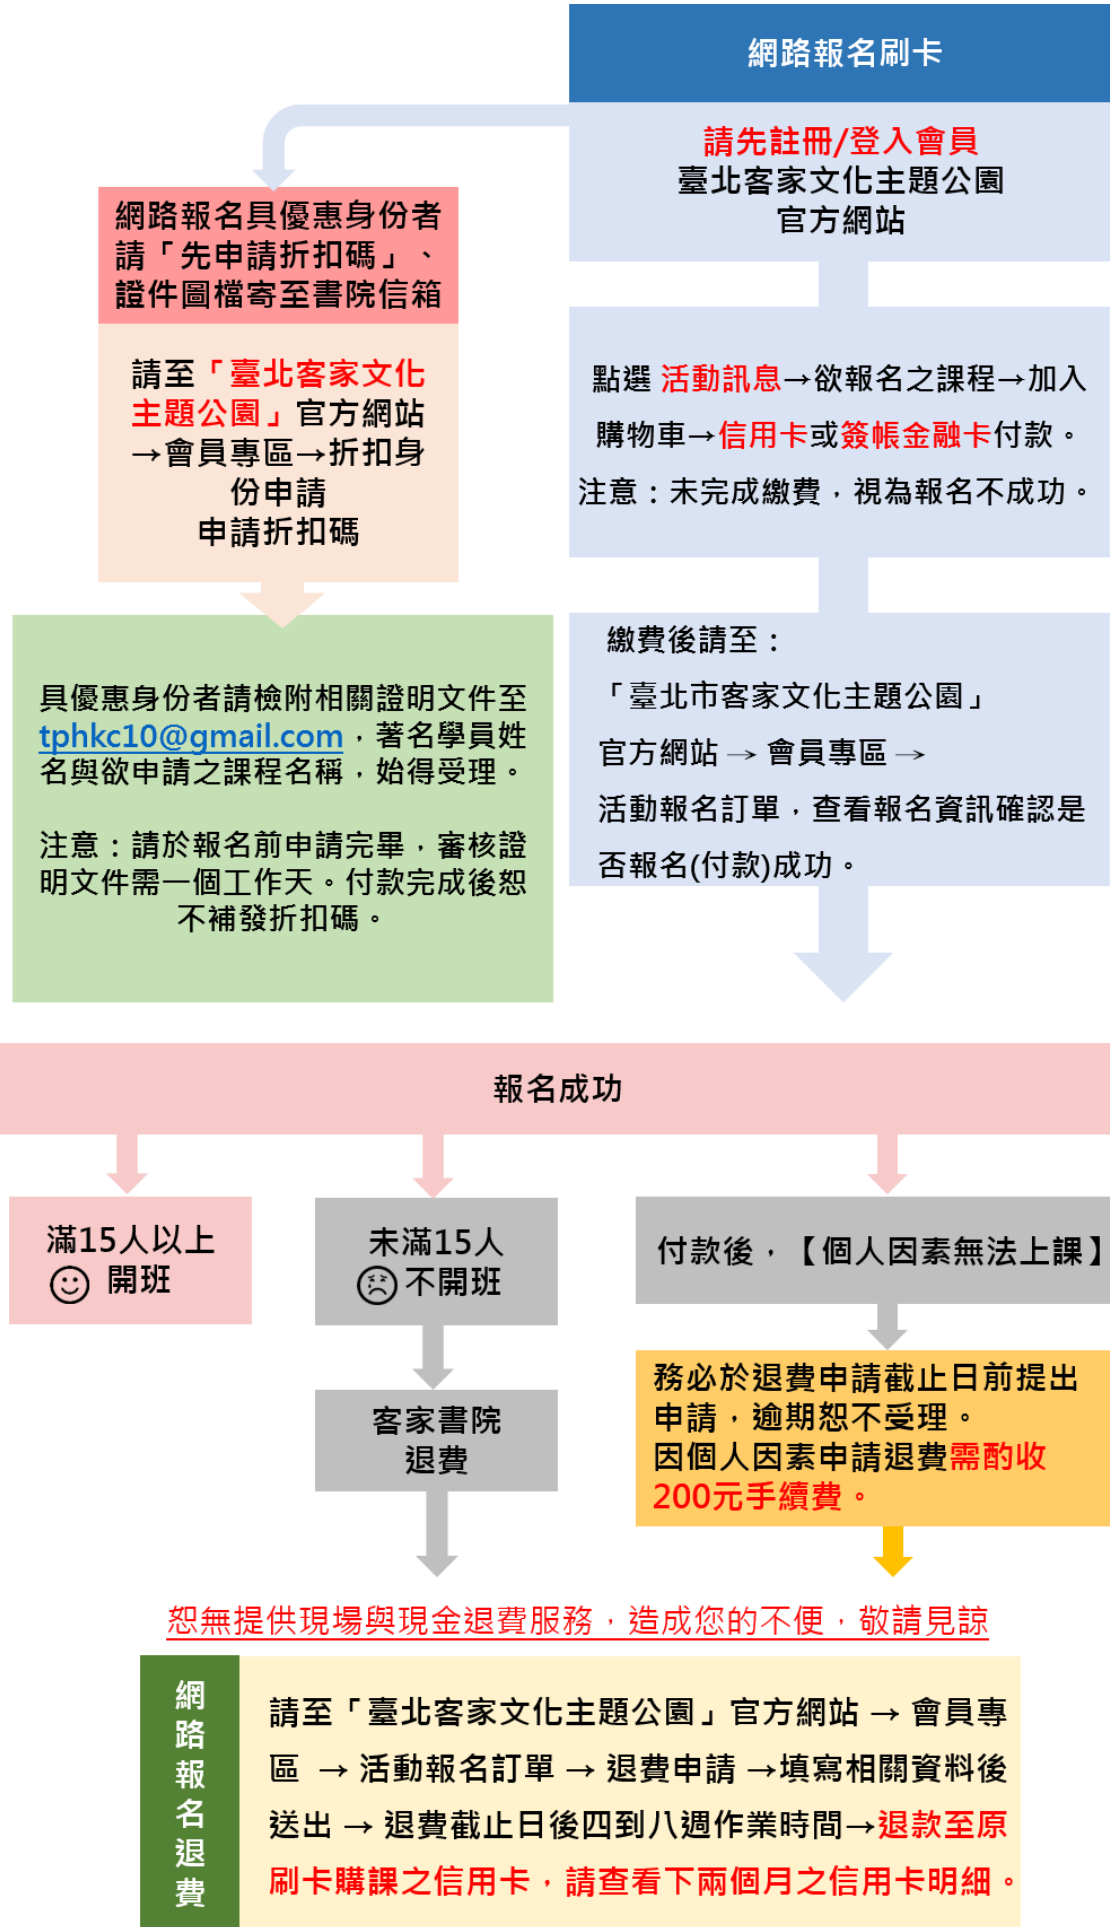 網路報名刷卡
請先註冊/登入會員
臺北客家文化主題公園
官方網站
網路報名具優惠身份者
請「先申請折扣碼」、
證件圖檔寄至書院信箱
請至「臺北客家文化
主題公園」官方網站
→會員專區→折扣身
份申請
申請折扣碼
點選 活動訊息→欲報名之課程→加入
購物車→信用卡或簽帳金融卡付款。
注意：未完成繳費，視為報名不成功。
具優惠身份者請檢附相關證明文件至
tphkc10@gmail.com，著名學員姓
名與欲申請之課程名稱，始得受理。
注意：請於報名前申請完畢，審核證
明文件需一個工作天。付款完成後恕
不補發折扣碼。
繳費後請至：
「臺北市客家文化主題公園」
官方網站 → 會員專區 →
活動報名訂單，查看報名資訊確認是
否報名(付款)成功。
報名成功
滿15人以上
開班
未滿15人
不開班
客家書院
退費
付款後，【個人因素無法上課】
務必於退費申請截止日前提出
申請，逾期恕不受理。
因個人因素申請退費需酌收
200元手續費。
恕無提供現場與現金退費服務，造成您的不便，敬請見諒
網路報名退費
請至「臺北客家文化主題公園」官方網站 → 會員專
區 → 活動報名訂單 → 退費申請 →填寫相關資料後
送出 → 退費截止日後四到八週作業時間→退款至原
刷卡購課之信用卡，請查看下兩個月之信用卡明細。